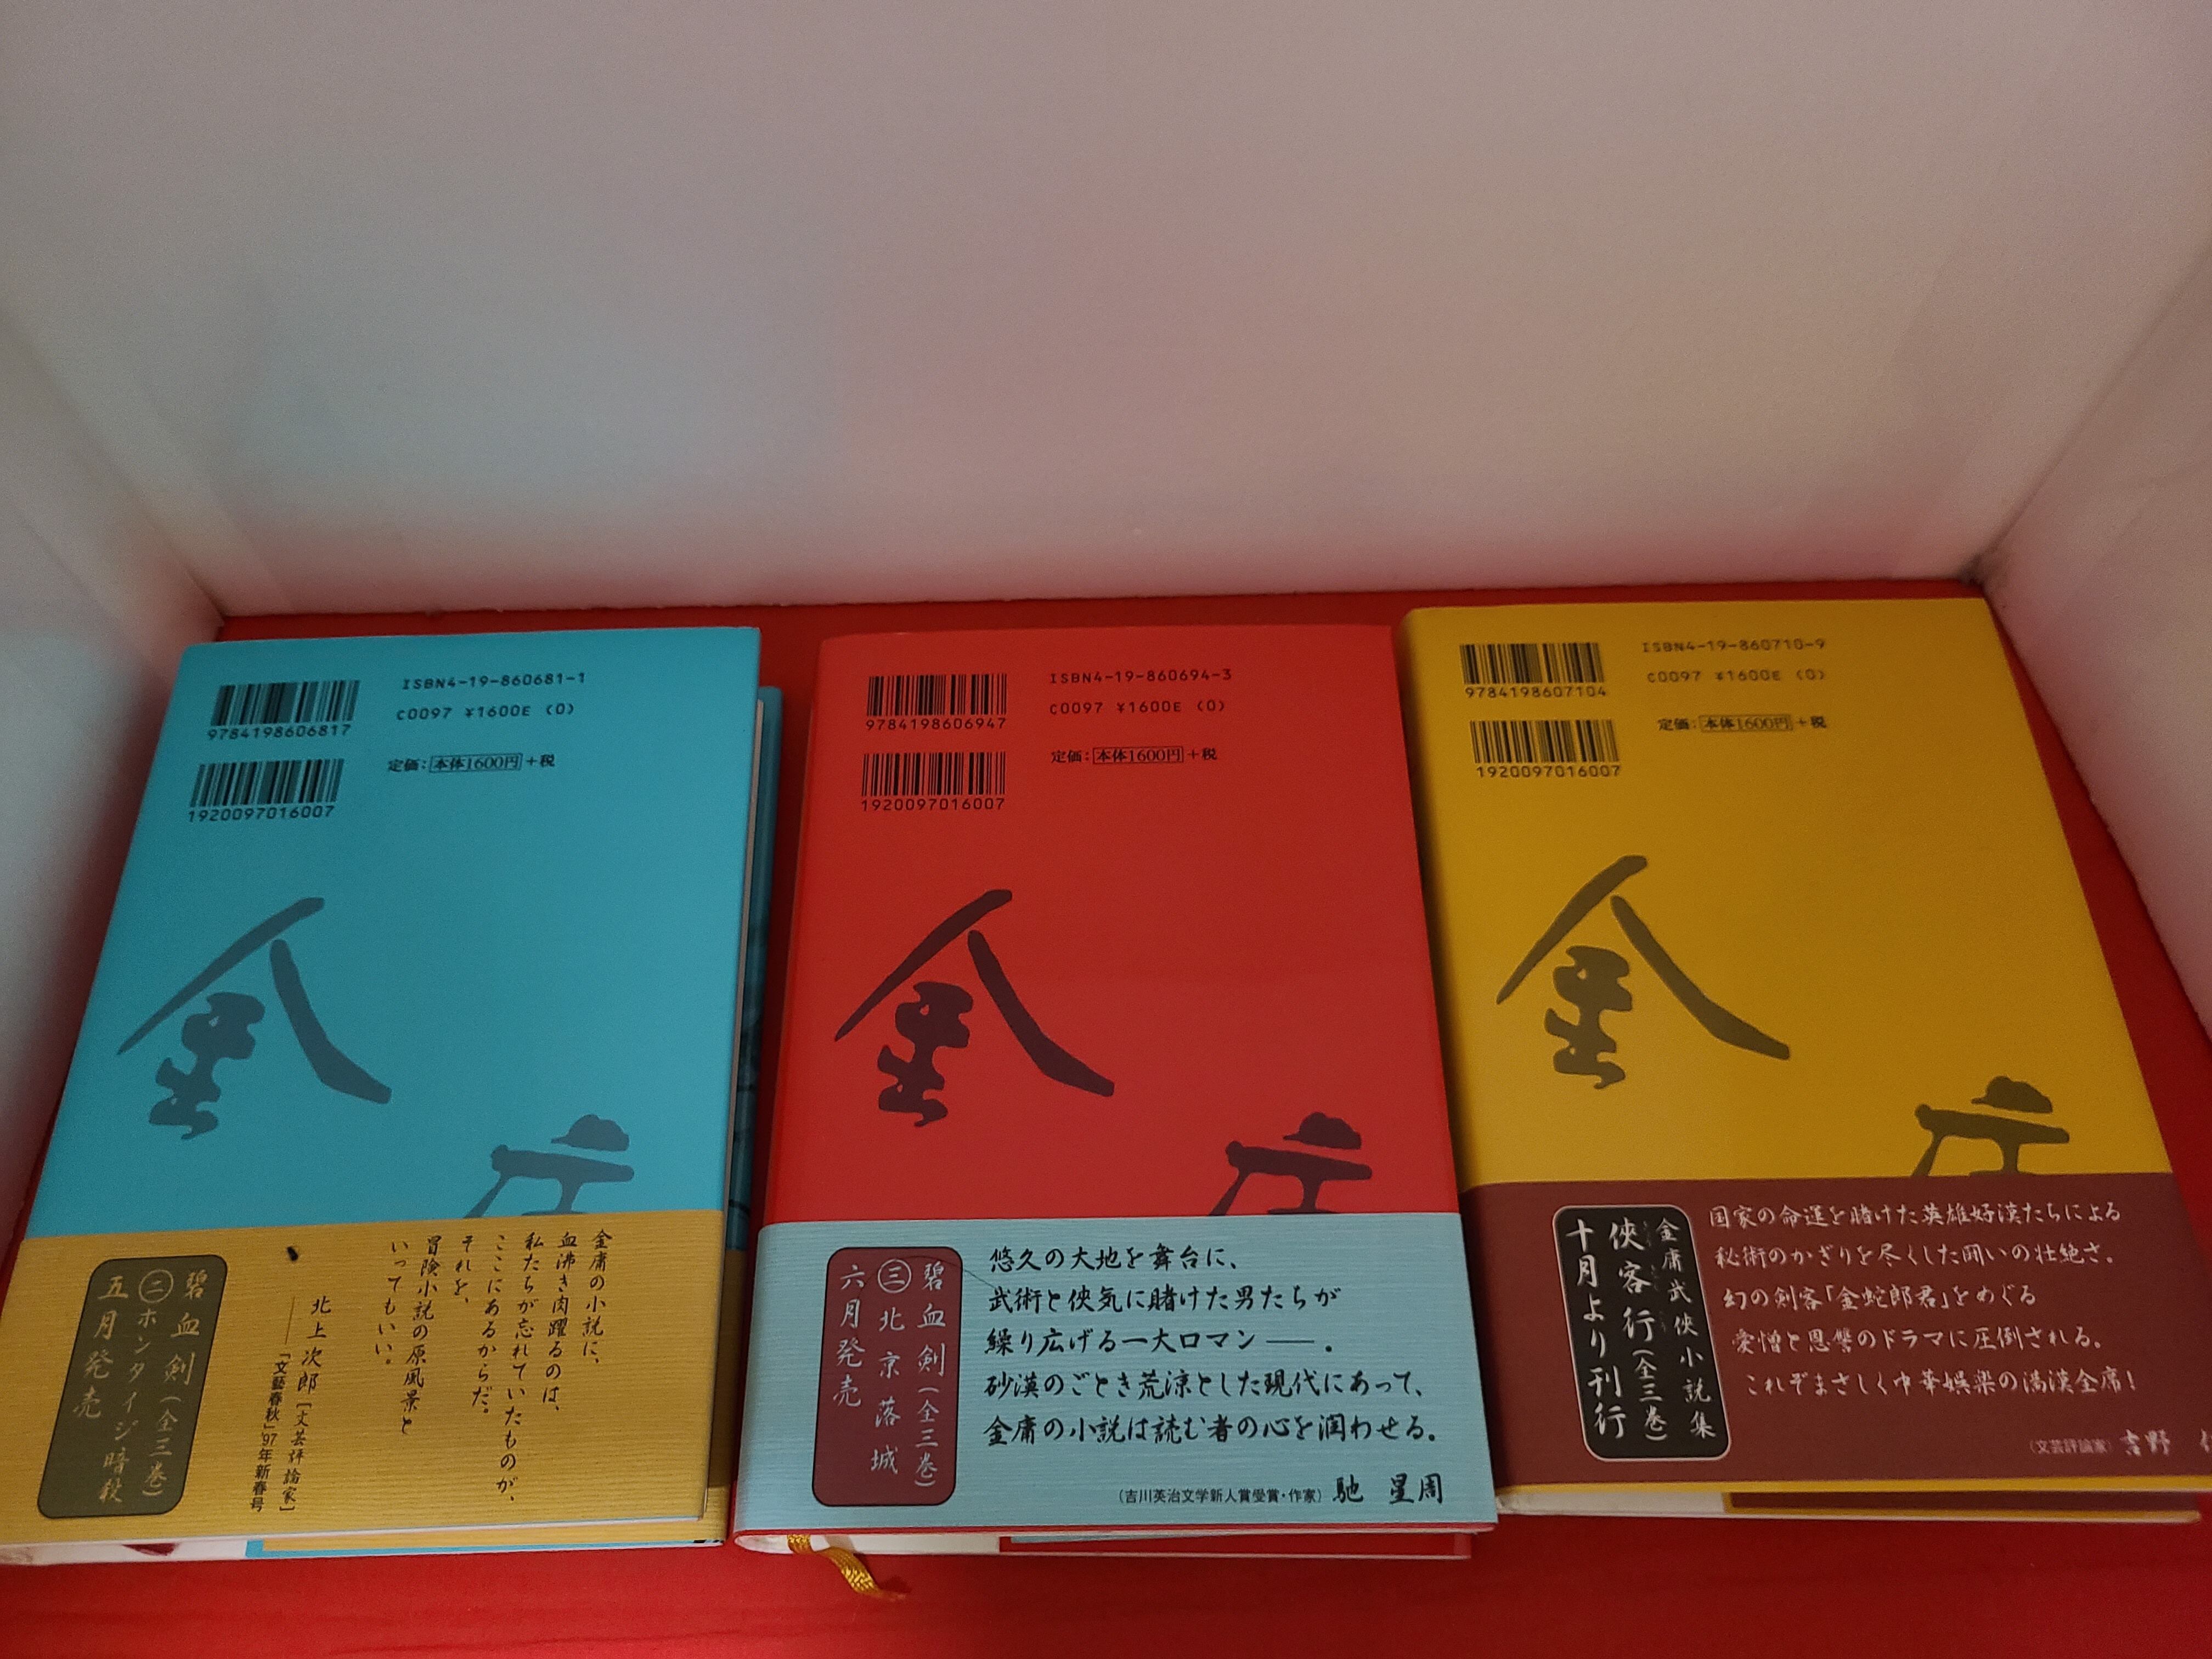 9784198606817
ISBN4-19-860681-1
C0097 ¥1600E (0)
1920097016007
定価：本体1600円+税
金庸
金庸の小説に、
血沸き肉躍るのは、
私たちが忘れていたものが、
ここにあるからだ。
それを、
冒険小説の原風景と
いってもいい。
北上次郎［文芸評論家］
──「文藝春秋」'97年新春号
碧血剣（全三巻）
㊁ホンタイジ暗殺
五月発売
9784198606947
ISBN4-19-860694-3
C0097 ¥1600E (0)
1920097016007
定価：本体1600円+税
金庸
碧血剣（全三巻）
㊂北京落城
六月発売
悠久の大地を舞台に、
武術と侠気に賭けた男たちが
繰り広げる一大ロマン──。
砂漠のごとき荒涼とした現代にあって、
金庸の小説は読む者の心を潤わせる。
（吉川英治文学新人賞受賞・作家）馳 星周
9784198607104
ISBN4-19-860710-9
C0097 ¥1600E (0)
1920097016007
定価：本体1600円+税
金庸
金庸武侠小説集
侠客行（全三巻）
十月より刊行
国家の命運を賭けた英雄好漢たちによる
秘術のかぎりを尽くした闘いの壮絶さ。
幻の剣客「金蛇郎君」をめぐる
愛憎と恩讐のドラマに圧倒される。
これぞまさしく中華娯楽の満漢全席！
（文芸評論家）吉野